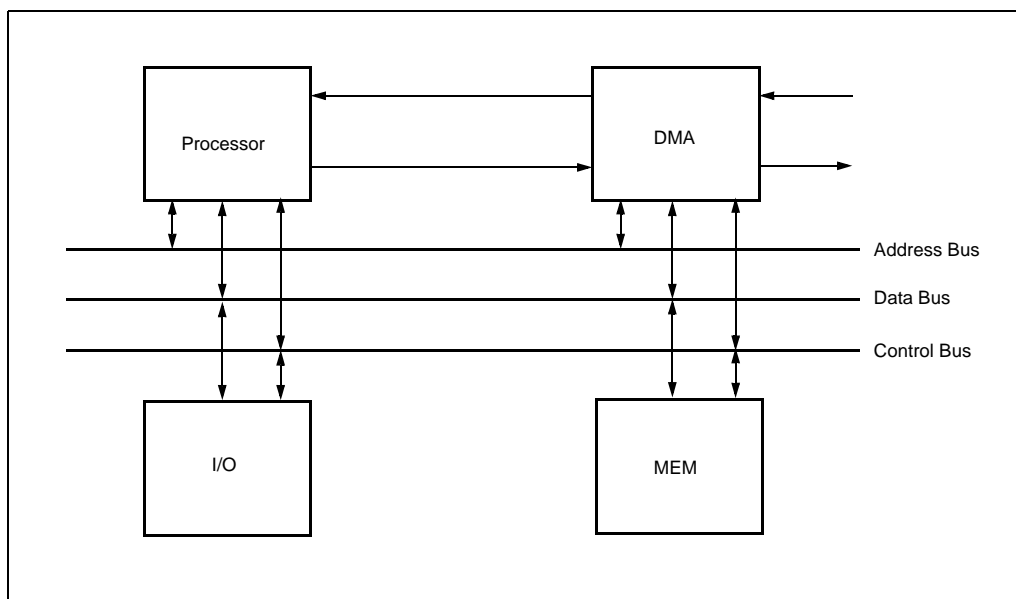 Processor
DMA
Address Bus
Data Bus
Control Bus
I/O
MEM